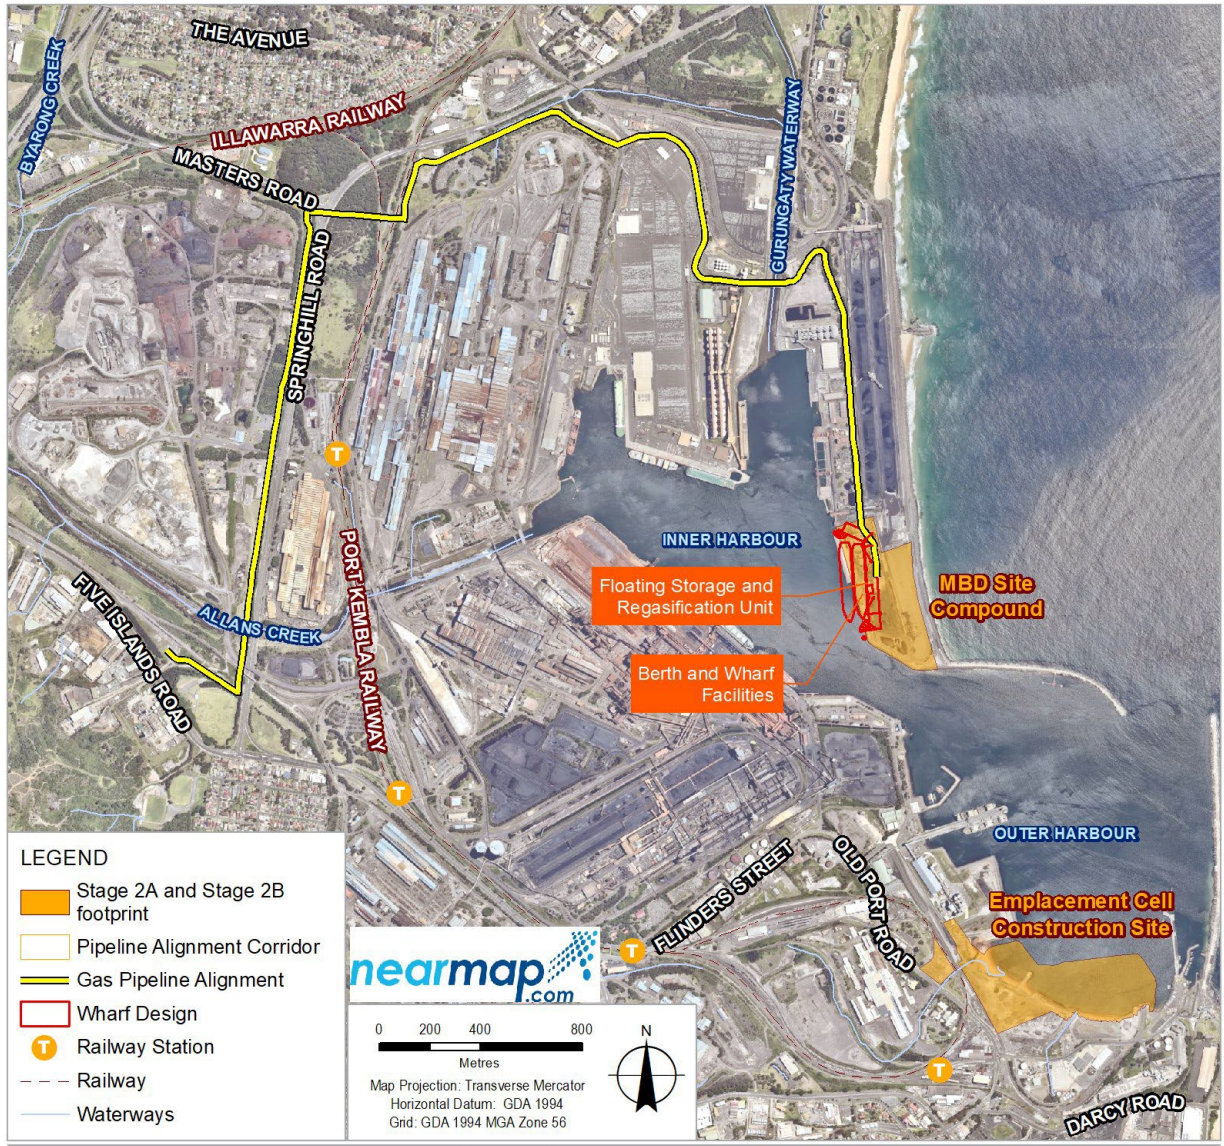 THE AVENUE
BYARONG CREEK
ILLAWARRA RAILWAY
MASTERS ROAD
GURUNGATY WATERWAY
SPRINGHILL ROAD
T
PORT KEMBLA RAILWAY
INNER HARBOUR
Floating Storage and
Regasification Unit
MBD Site
Compound
FIVE ISLANDS ROAD
ALLANS CREEK
Berth and Wharf
Facilities
T
OUTER HARBOUR
FLINDERS STREET
OLD PORT ROAD
Emplacement Cell
Construction Site
T
T
DARCY ROAD
LEGEND
Stage 2A and Stage 2B
footprint
Pipeline Alignment Corridor
Gas Pipeline Alignment
Wharf Design
T Railway Station
Railway
Waterways
nearmap
.com
0 200 400 800
Metres
Map Projection: Transverse Mercator
Horizontal Datum: GDA 1994
Grid: GDA 1994 MGA Zone 56
N